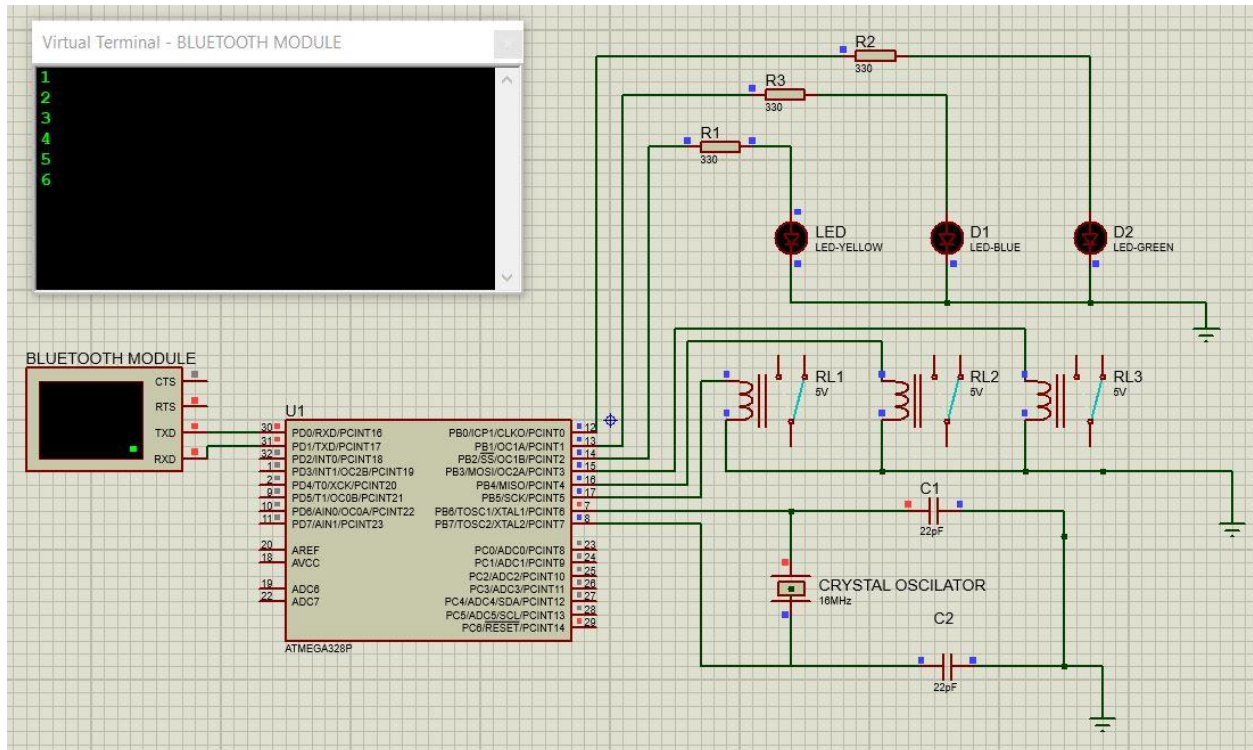 Virtual Terminal - BLUETOOTH MODULE
1
2
3
4
5
6
R2
330
R3
330
R1
330
LED
LED-YELLOW
D1
LED-BLUE
D2
LED-GREEN
BLUETOOTH MODULE
CTS
RTS
TXD
RXD
RL1
5V
RL2
5V
RL3
5V
U1
30 PD0/RXD/PCINT16
31 PD1/TXD/PCINT17
32 PD2/INT0/PCINT18
1 PD3/INT1/OC2B/PCINT19
2 PD4/T0/XCK/PCINT20
9 PD5/T1/OC0B/PCINT21
10 PD6/AIN0/OC0A/PCINT22
11 PD7/AIN1/PCINT23
20 AREF
18 AVCC
19 ADC6
22 ADC7
PB0/ICP1/CLKO/PCINT0 12
PB1/OC1A/PCINT1 13
PB2/SS/OC1B/PCINT2 14
PB3/MOSI/OC2A/PCINT3 15
PB4/MISO/PCINT4 16
PB5/SCK/PCINT5 17
PB6/TOSC1/XTAL1/PCINT6 7
PB7/TOSC2/XTAL2/PCINT7 8
PC0/ADC0/PCINT8 23
PC1/ADC1/PCINT9 24
PC2/ADC2/PCINT10 25
PC3/ADC3/PCINT11 26
PC4/ADC4/SDA/PCINT12 27
PC5/ADC5/SCL/PCINT13 28
PC6/RESET/PCINT14 29
ATMEGA328P
C1
22pF
CRYSTAL OSCILATOR
16MHz
C2
22pF